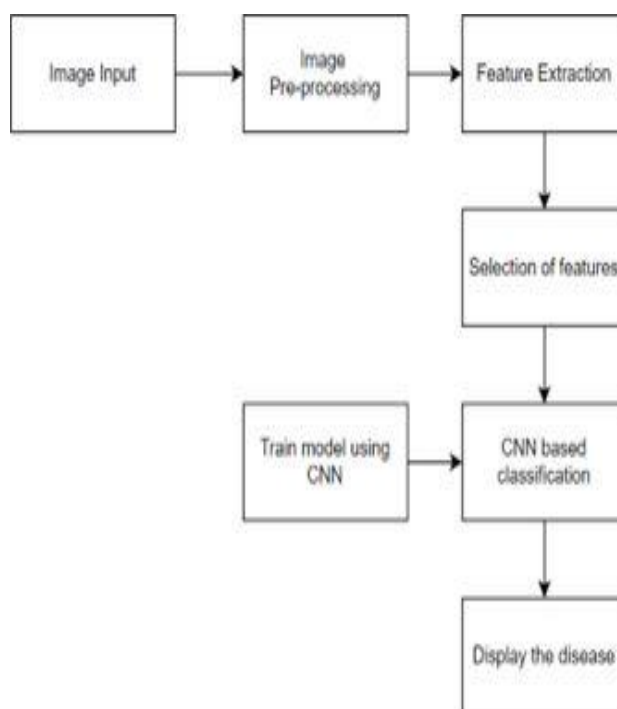 Image Input
Image
Pre-processing
Feature Extraction
Selection of features
Train model using
CNN
CNN based
classification
Display the disease